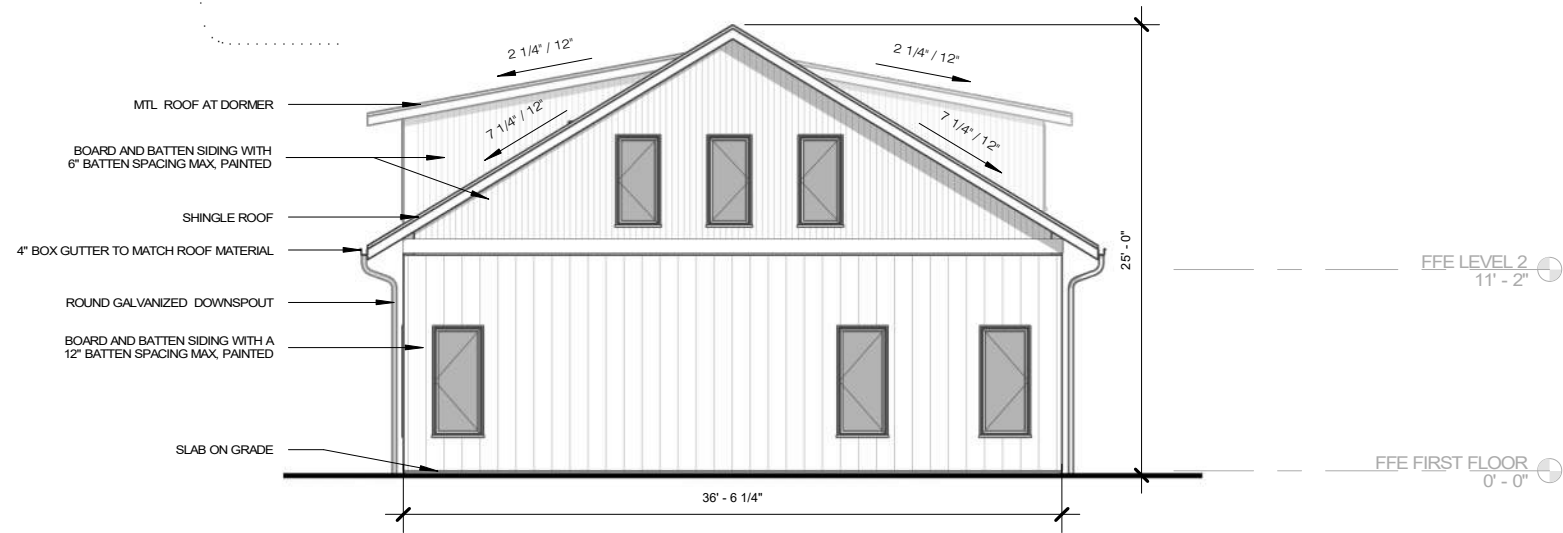 2 1/4" / 12"
2 1/4" / 12"
MTL ROOF AT DORMER
7 1/4" / 12"
7 1/4" / 12"
BOARD AND BATTEN SIDING WITH
6" BATTEN SPACING MAX, PAINTED
SHINGLE ROOF
4" BOX GUTTER TO MATCH ROOF MATERIAL
25' - 0"
FFE LEVEL 2
11' - 2"
ROUND GALVANIZED DOWNSPOUT
BOARD AND BATTEN SIDING WITH A
12" BATTEN SPACING MAX, PAINTED
SLAB ON GRADE
FFE FIRST FLOOR
0' - 0"
36' - 6 1/4"